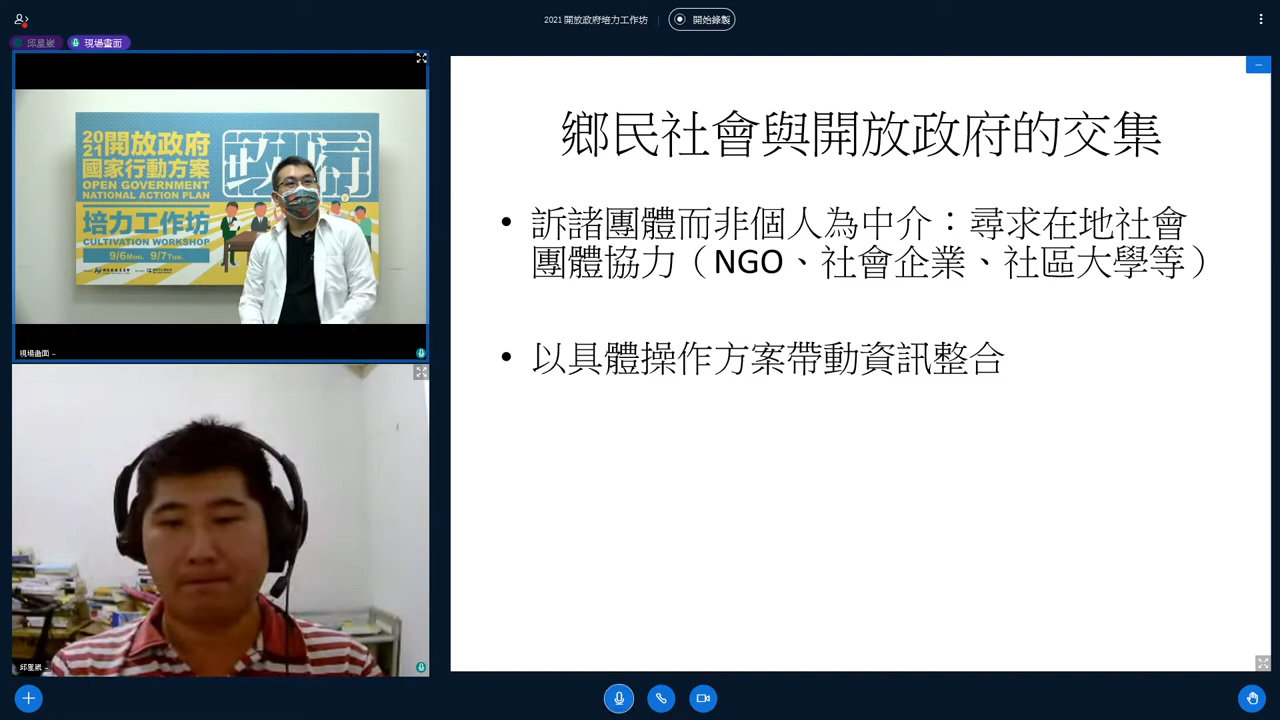 2021 開放政府培力工作坊
開始錄製
邱星崴
現場畫面
2021 開放政府
國家行動方案
OPEN GOVERNMENT
NATIONAL ACTION PLAN
培力工作坊
CULTIVATION WORKSHOP
9/6Mon. 9/7Tue.
政府
現場畫面
邱星崴
鄉民社會與開放政府的交集
• 訴諸團體而非個人為中介：尋求在地社會
團體協力（NGO、社會企業、社區大學等）
• 以具體操作方案帶動資訊整合